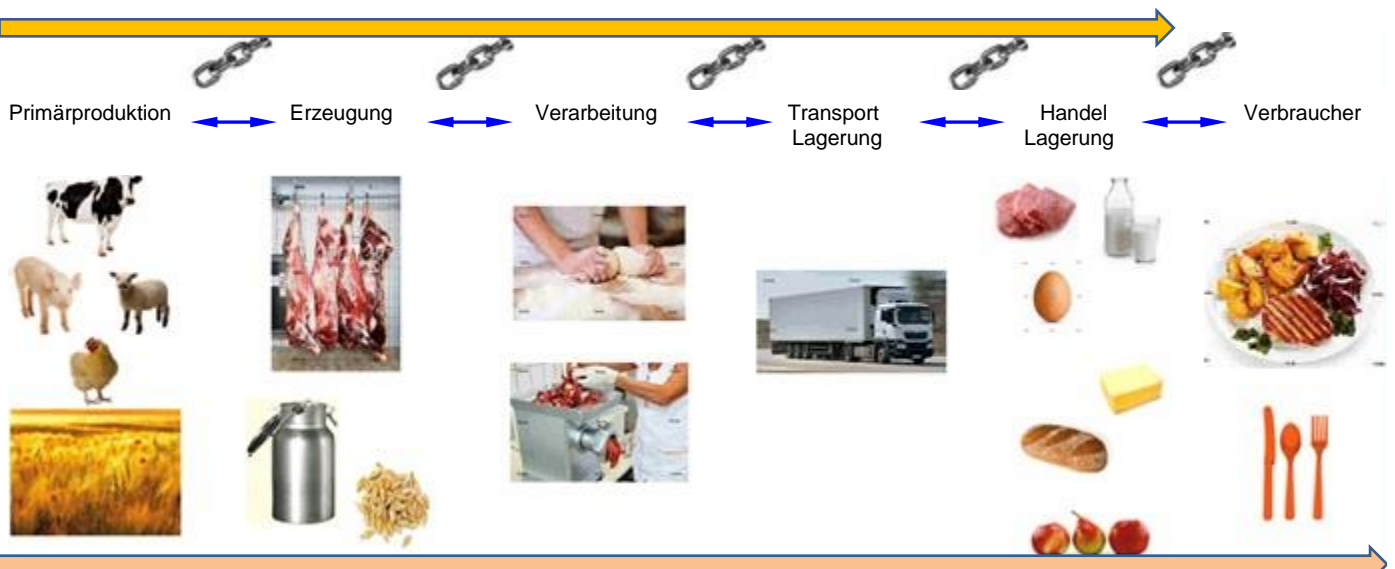 Primärproduktion
Erzeugung
Verarbeitung
Transport
Lagerung
Handel
Lagerung
Verbraucher